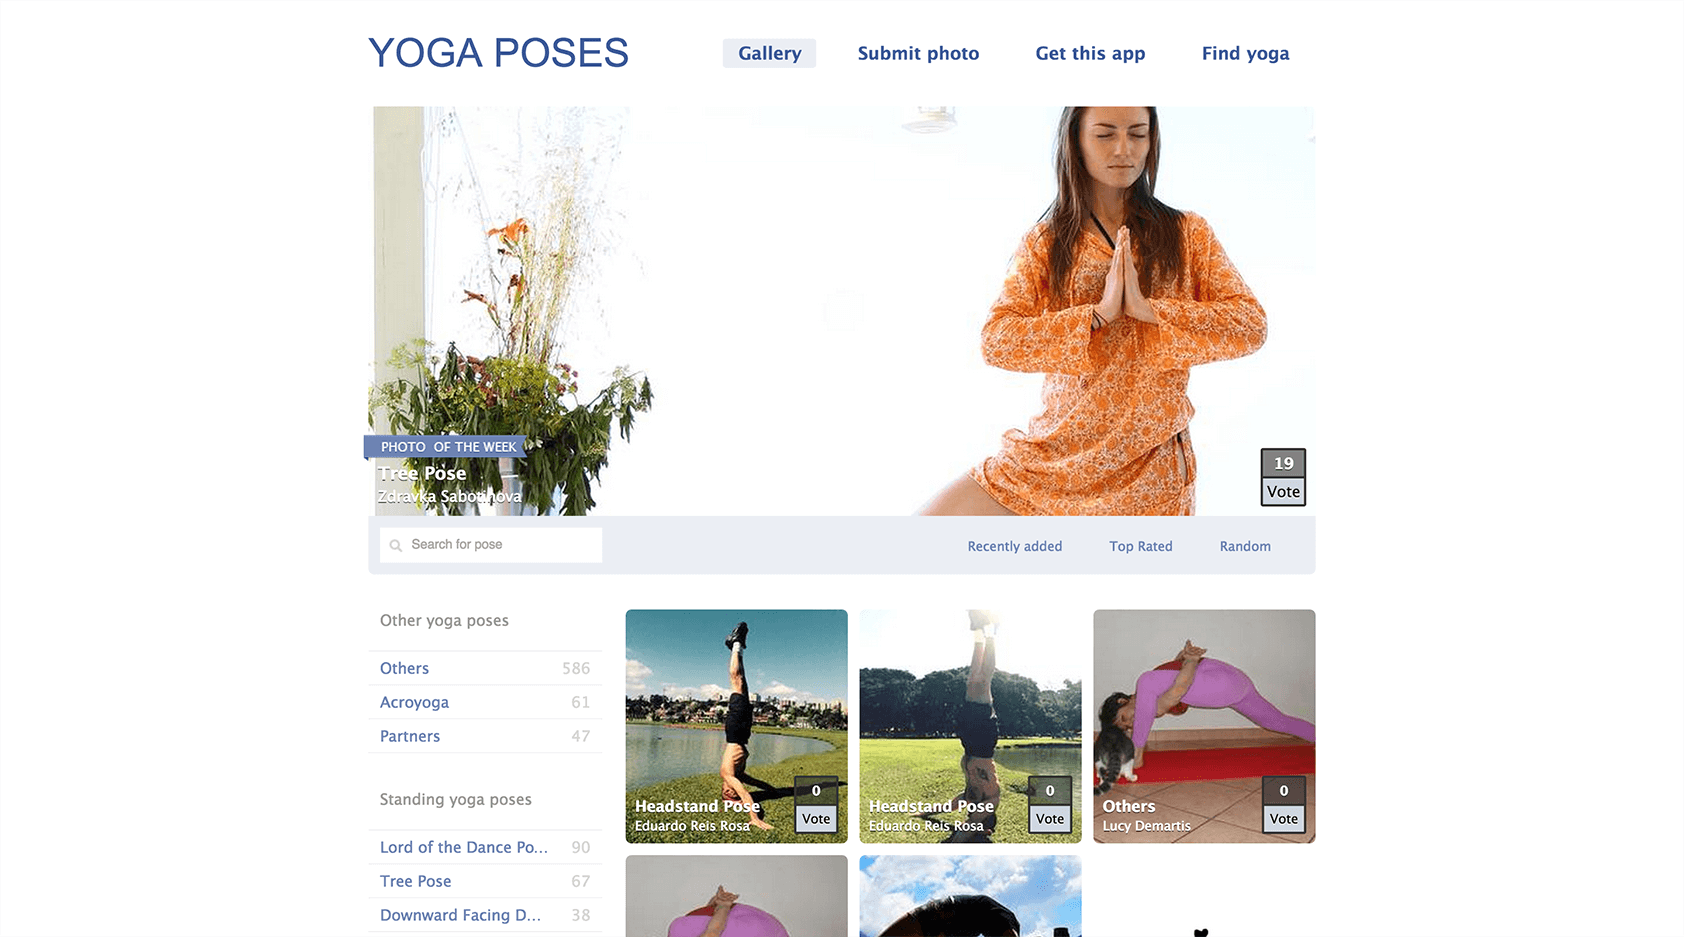 YOGA POSES
Gallery
Submit photo
Get this app
Find yoga
PHOTO OF THE WEEK
Tree Pose
Zdravka Sabotinova
19
Vote
Search for pose
Recently added
Top Rated
Random
Other yoga poses
Others 586
Acroyoga 61
Partners 47
Standing yoga poses
Lord of the Dance Po... 90
Tree Pose 67
Downward Facing D... 38
Headstand Pose
Eduardo Reis Rosa
0
Vote
Headstand Pose
Eduardo Reis Rosa
0
Vote
Others
Lucy Demartis
0
Vote